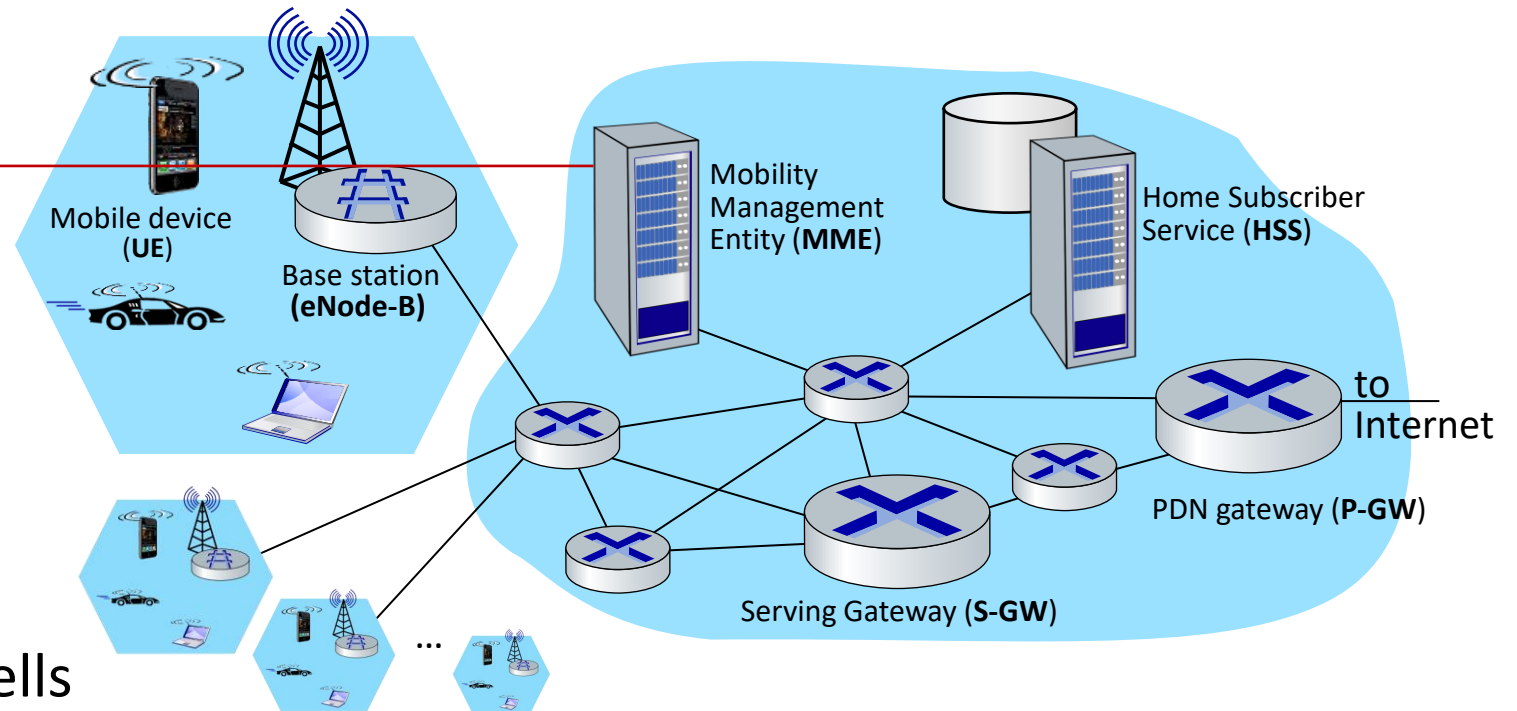 Mobile device
(UE)
Base station
(eNode-B)
Mobility
Management
Entity (MME)
Home Subscriber
Service (HSS)
to
Internet
PDN gateway (P-GW)
Serving Gateway (S-GW)
...
ells